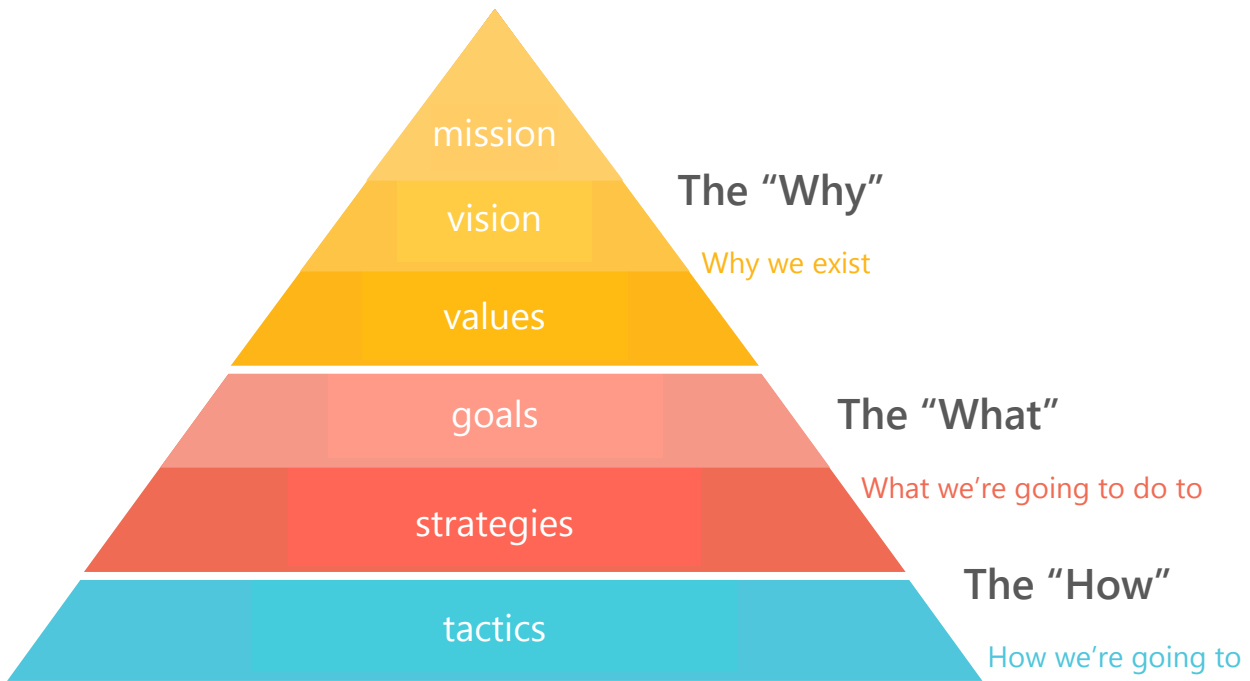 mission
The “Why”
vision
Why we exist
values
goals
The “What”
What we’re going to do to
strategies
The “How”
tactics
How we’re going to